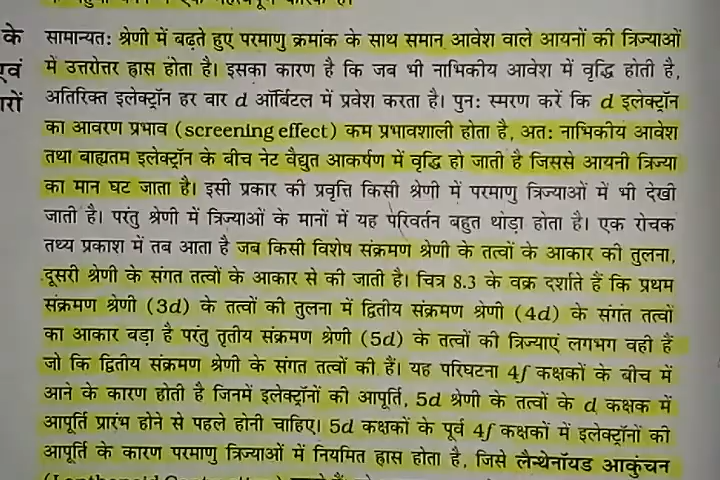 के सामान्यत: श्रेणी में बढ़ते हुए परमाणु क्रमांक के साथ समान आवेश वाले आयनों की त्रिज्याओं
एवं में उत्तरोत्तर ह्रास होता है। इसका कारण है कि जब भी नाभिकीय आवेश में वृद्धि होती है,
रों अतिरिक्त इलेक्ट्रॉन हर बार d ऑर्बिटल में प्रवेश करता है। पुन: स्मरण करें कि d इलेक्ट्रॉन
का आवरण प्रभाव (screening effect) कम प्रभावशाली होता है, अत: नाभिकीय आवेश
तथा बाह्यतम इलेक्ट्रॉन के बीच नेट वैद्युत आकर्षण में वृद्धि हो जाती है जिससे आयनी त्रिज्या
का मान घट जाता है। इसी प्रकार की प्रवृत्ति किसी श्रेणी में परमाणु त्रिज्याओं में भी देखी
जाती है। परंतु श्रेणी में त्रिज्याओं के मानों में यह परिवर्तन बहुत थोड़ा होता है। एक रोचक
तथ्य प्रकाश में तब आता है जब किसी विशेष संक्रमण श्रेणी के तत्वों के आकार की तुलना,
दूसरी श्रेणी के संगत तत्वों के आकार से की जाती है। चित्र 8.3 के वक्र दर्शाते हैं कि प्रथम
संक्रमण श्रेणी (3d) के तत्वों की तुलना में द्वितीय संक्रमण श्रेणी (4d) के संगत तत्वों
का आकार बड़ा है परंतु तृतीय संक्रमण श्रेणी (5d) के तत्वों की त्रिज्याएं लगभग वही हैं
जो कि द्वितीय संक्रमण श्रेणी के संगत तत्वों की हैं। यह परिघटना 4f कक्षकों के बीच में
आने के कारण होती है जिनमें इलेक्ट्रॉनों की आपूर्ति, 5d श्रेणी के तत्वों के d कक्षक में
आपूर्ति प्रारंभ होने से पहले होनी चाहिए। 5d कक्षकों के पूर्व 4f कक्षकों में इलेक्ट्रॉनों की
आपूर्ति के कारण परमाणु त्रिज्याओं में नियमित ह्रास होता है, जिसे लैन्थेनॉयड आकुंचन